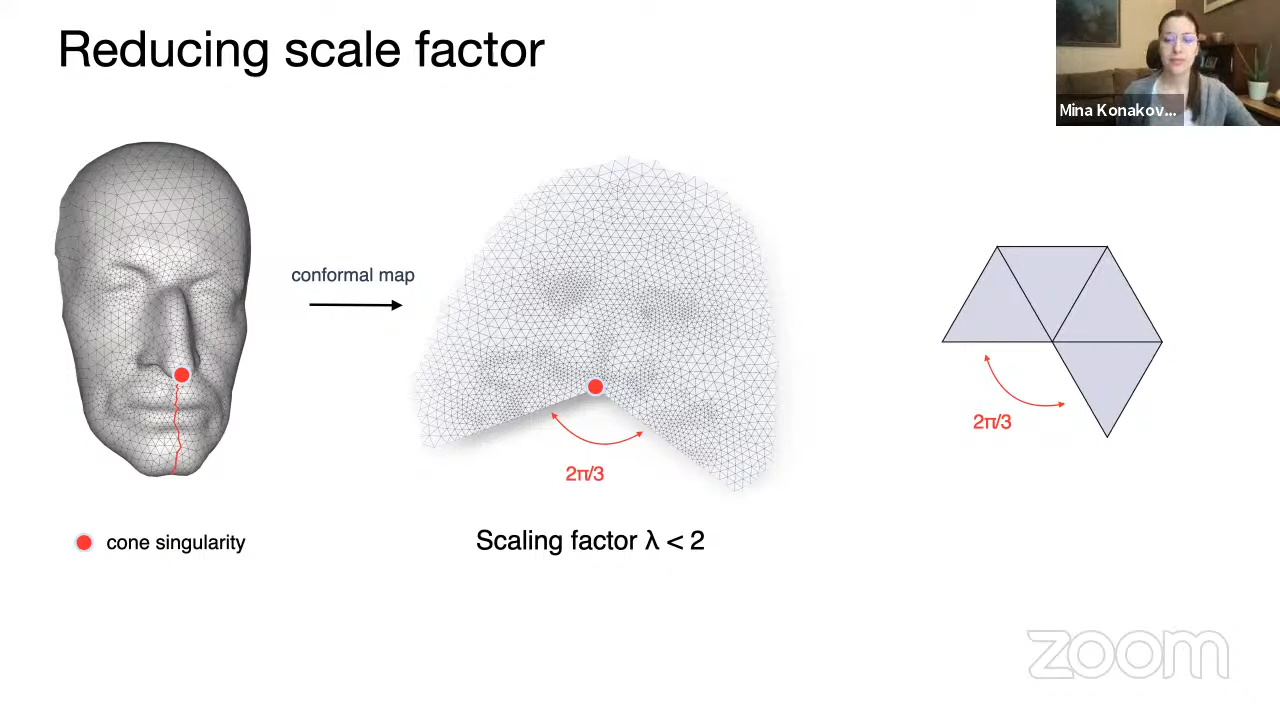 Reducing scale factor
Mina Konakov...
conformal map
2π/3
2π/3
cone singularity
Scaling factor λ < 2
zoom